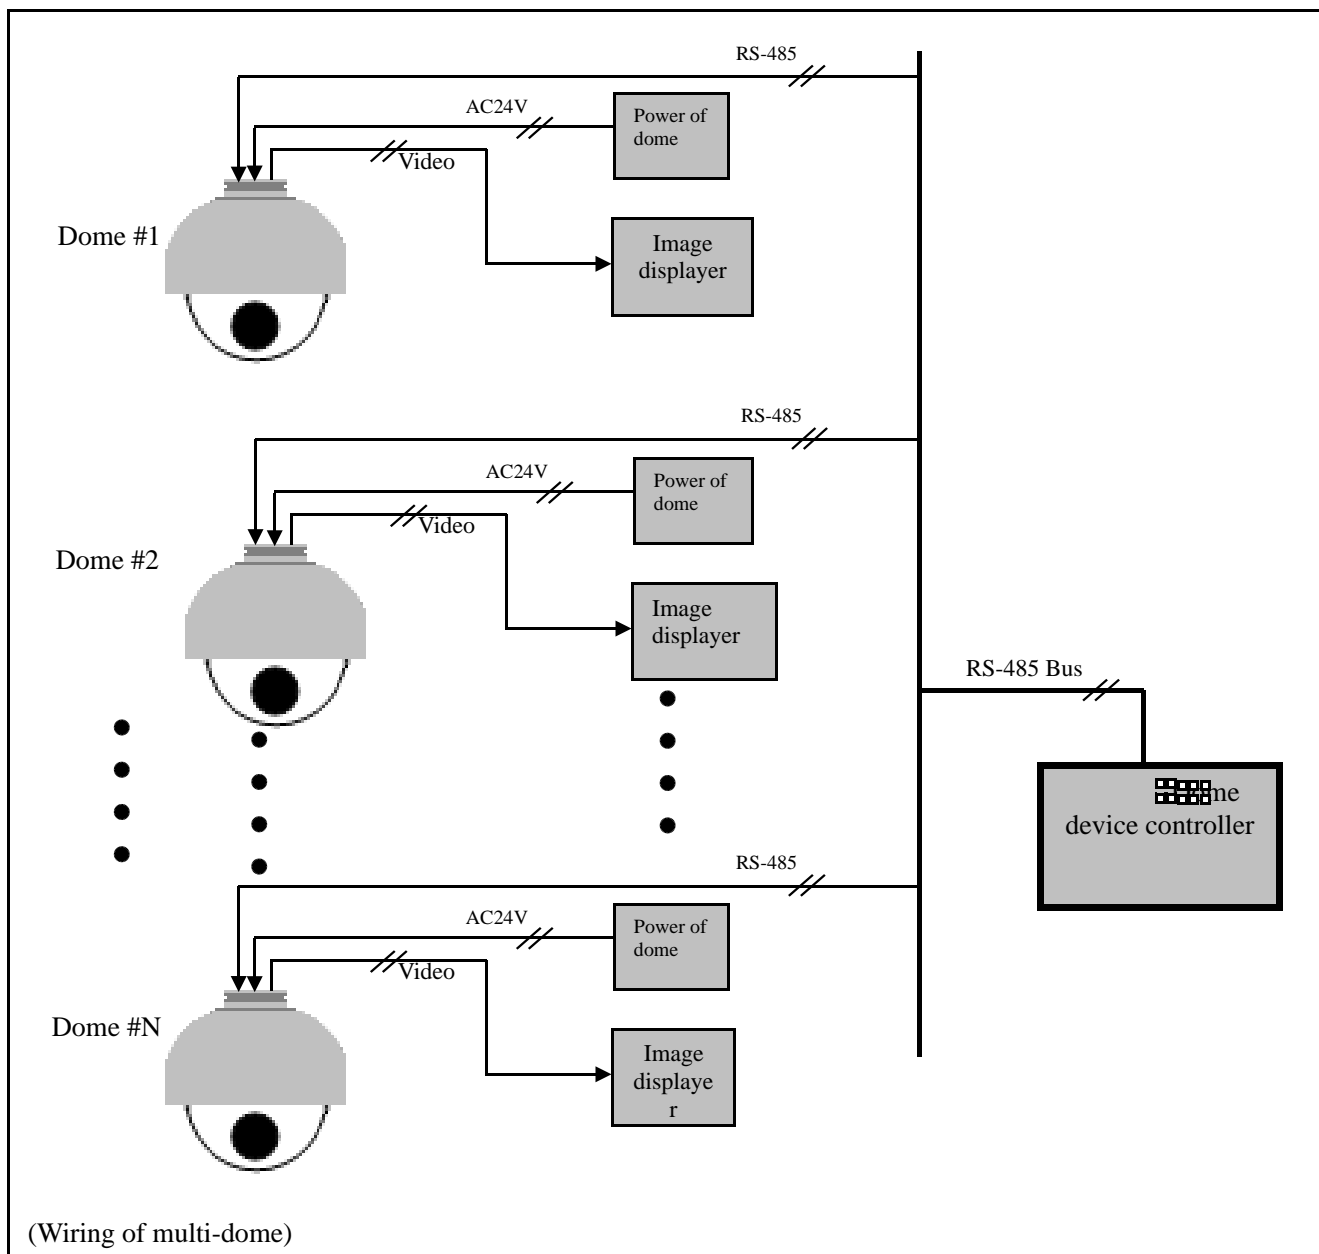 RS-485
AC24V
Power of
dome
Video
Dome #1
Image
displayer
RS-485
AC24V
Power of
dome
Video
Dome #2
Image
displayer
RS-485 Bus
device controller
RS-485
AC24V
Power of
dome
Video
Dome #N
Image
displaye
r
(Wiring of multi-dome)